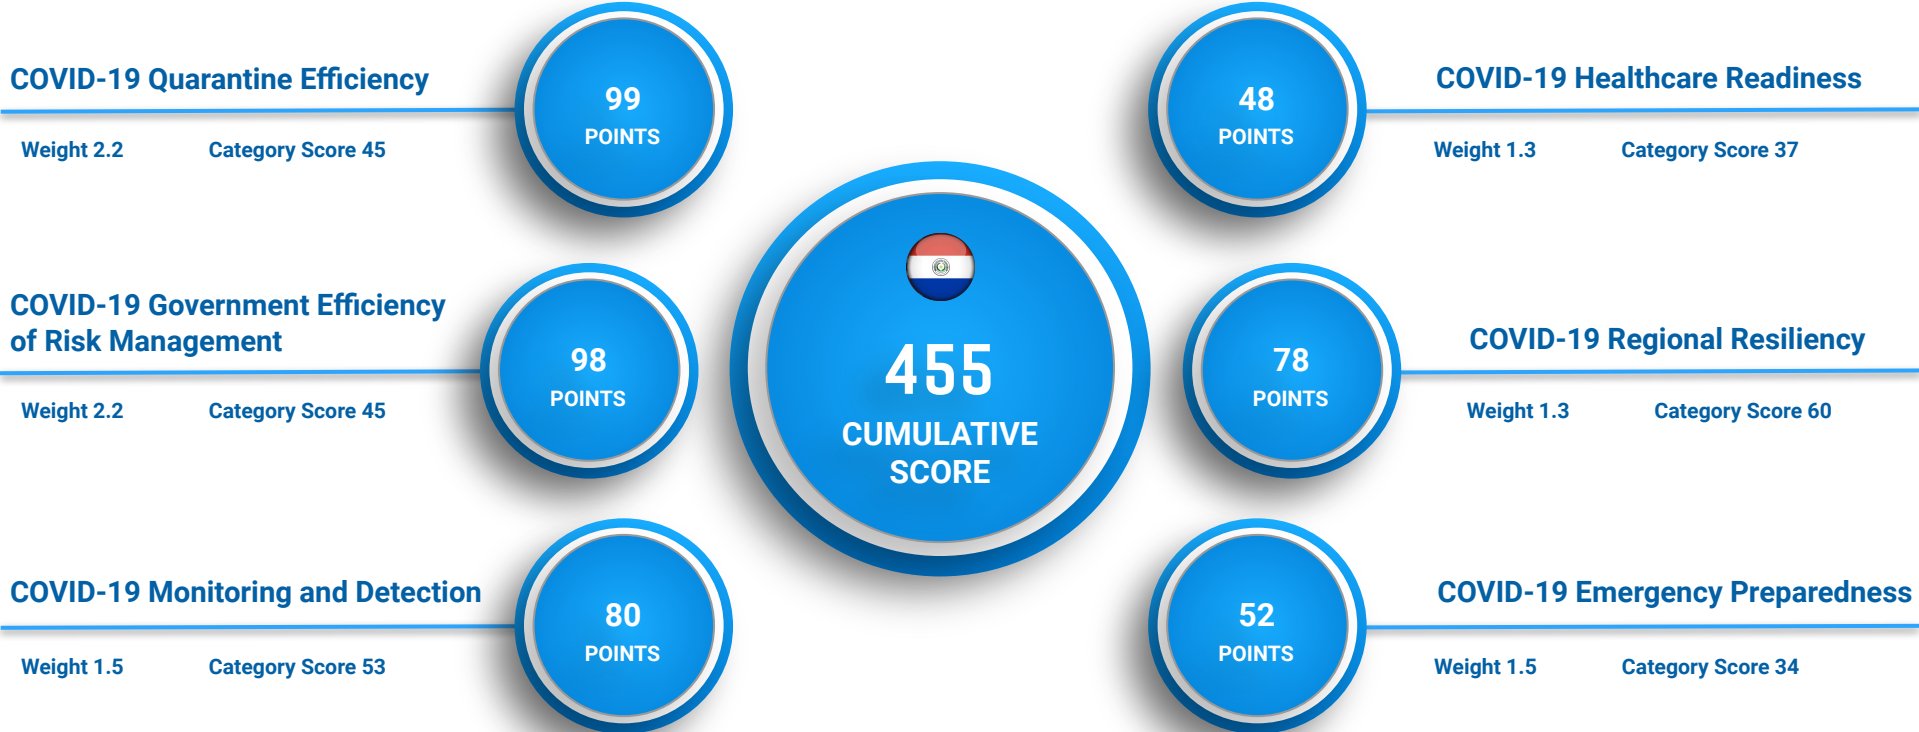 COVID-19 Quarantine Efficiency
Weight 2.2 Category Score 45
99
POINTS
COVID-19 Government Efficiency
of Risk Management
Weight 2.2 Category Score 45
98
POINTS
COVID-19 Monitoring and Detection
Weight 1.5 Category Score 53
80
POINTS
455
CUMULATIVE
SCORE
48
POINTS
COVID-19 Healthcare Readiness
Weight 1.3 Category Score 37
78
POINTS
COVID-19 Regional Resiliency
Weight 1.3 Category Score 60
52
POINTS
COVID-19 Emergency Preparedness
Weight 1.5 Category Score 34